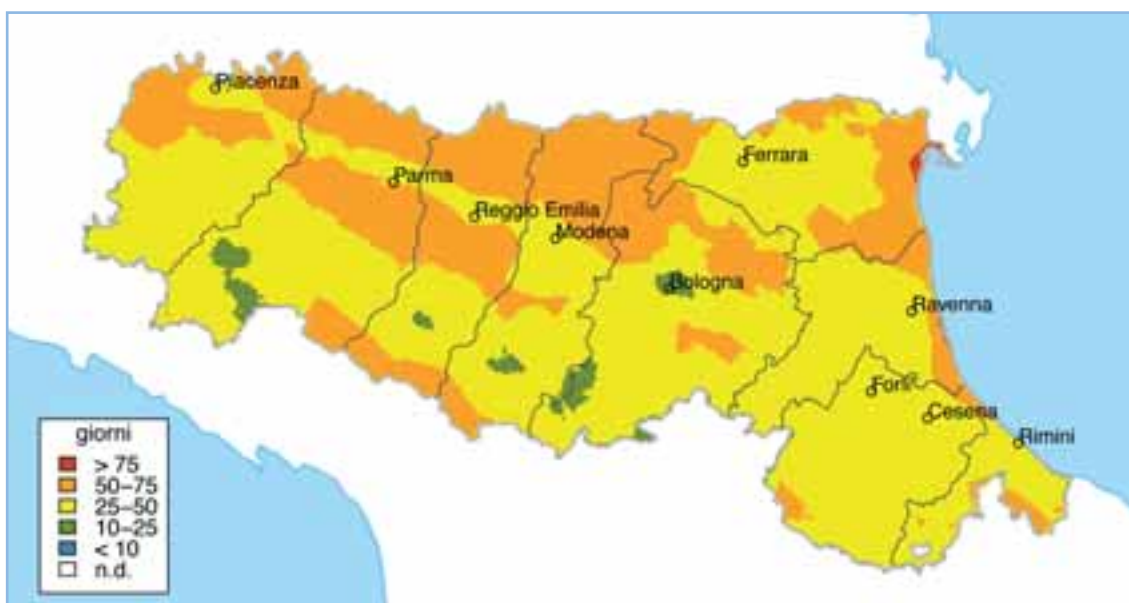 Piacenza
Parma
Ferrara
Reggio Emilia
Modena
Bologna
Ravenna
Forlì
Cesena
Rimini
giorni
> 75
50–75
25–50
10–25
< 10
n.d.